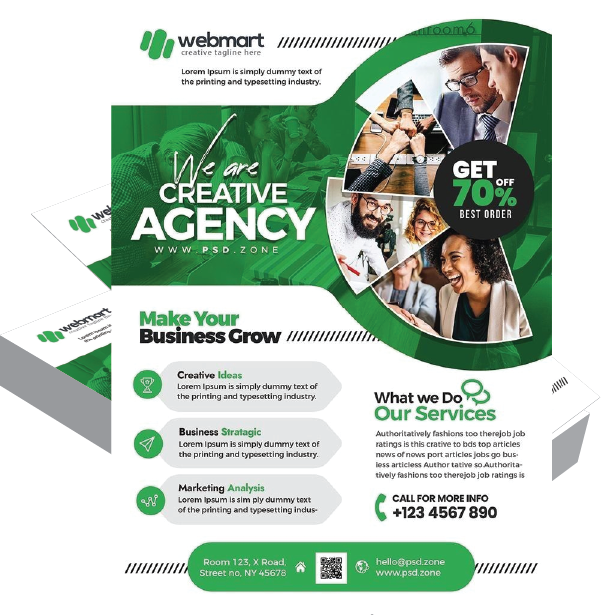 webmart
creative tagline here
Lorem Ipsum is simply dummy text of
the printing and typesetting industry.
We are
CREATIVE
AGENCY
WWW.PSD.ZONE
GET
70%
OFF
BEST ORDER
Make Your
Business Grow
Creative Ideas
Lorem Ipsum is simply dummy text of
the printing and typesetting industry.
Business Stratagic
Lorem Ipsum is simply dummy text of
the printing and typesetting industry.
Marketing Analysis
Lorem Ipsum is sim ply dummy text
of the printing and typesetting indus-
What we Do
Our Services
Authoritatively fashions too therejob job
ratings is this crative to bds top articles
news of news port articles jobs go bus-
less articless Author tative so.Authorita-
tively fashions too therejob job ratings is
CALL FOR MORE INFO
+123 4567 890
Room 123, X Road,
Street no, NY 45678
hello@psd.zone
www.psd.zone
webmart
webmart